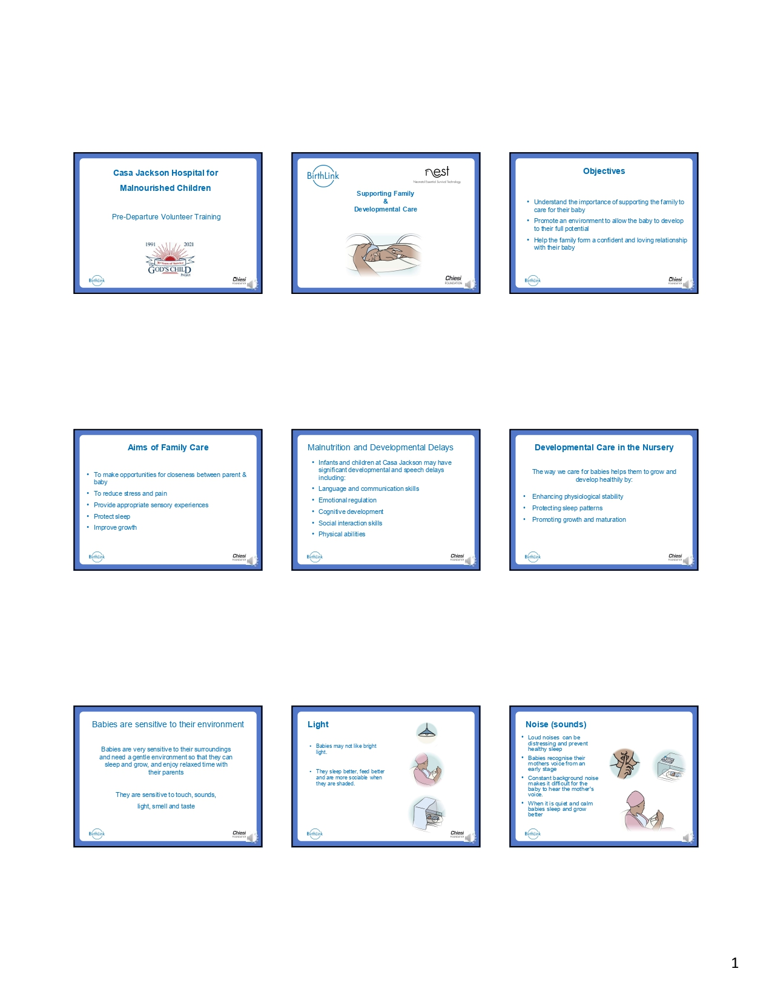 Casa Jackson Hospital for
Malnourished Children
Pre-Departure Volunteer Training
1991 2021
30 Years of Service
The
GOD'S CHILD
Project
BirthLink
Chiesi
FOUNDATION
BirthLink
nest
Neonatal Essential Survival Technology
Supporting Family
&
Developmental Care
Chiesi
FOUNDATION
Objectives
• Understand the importance of supporting the family to
care for their baby
• Promote an environment to allow the baby to develop
to their full potential
• Help the family form a confident and loving relationship
with their baby
BirthLink
Chiesi
FOUNDATION
Aims of Family Care
• To make opportunities for closeness between parent &
baby
• To reduce stress and pain
• Provide appropriate sensory experiences
• Protect sleep
• Improve growth
BirthLink
Chiesi
FOUNDATION
Malnutrition and Developmental Delays
• Infants and children at Casa Jackson may have
significant developmental and speech delays
including:
• Language and communication skills
• Emotional regulation
• Cognitive development
• Social interaction skills
• Physical abilities
BirthLink
Chiesi
FOUNDATION
Developmental Care in the Nursery
The way we care for babies helps them to grow and
develop healthily by:
• Enhancing physiological stability
• Protecting sleep patterns
• Promoting growth and maturation
BirthLink
Chiesi
FOUNDATION
Babies are sensitive to their environment
Babies are very sensitive to their surroundings
and need a gentle environment so that they can
sleep and grow, and enjoy relaxed time with
their parents
They are sensitive to touch, sounds,
light, smell and taste
BirthLink
Chiesi
FOUNDATION
Light
• Babies may not like bright
light.
• They sleep better, feed better
and are more sociable when
they are shaded.
BirthLink
Chiesi
FOUNDATION
Noise (sounds)
• Loud noises can be
distressing and prevent
healthy sleep
• Babies recognise their
mothers voice from an
early stage
• Constant background noise
makes it difficult for the
baby to hear the mother's
voice.
• When it is quiet and calm
babies sleep and grow
better
BirthLink
1